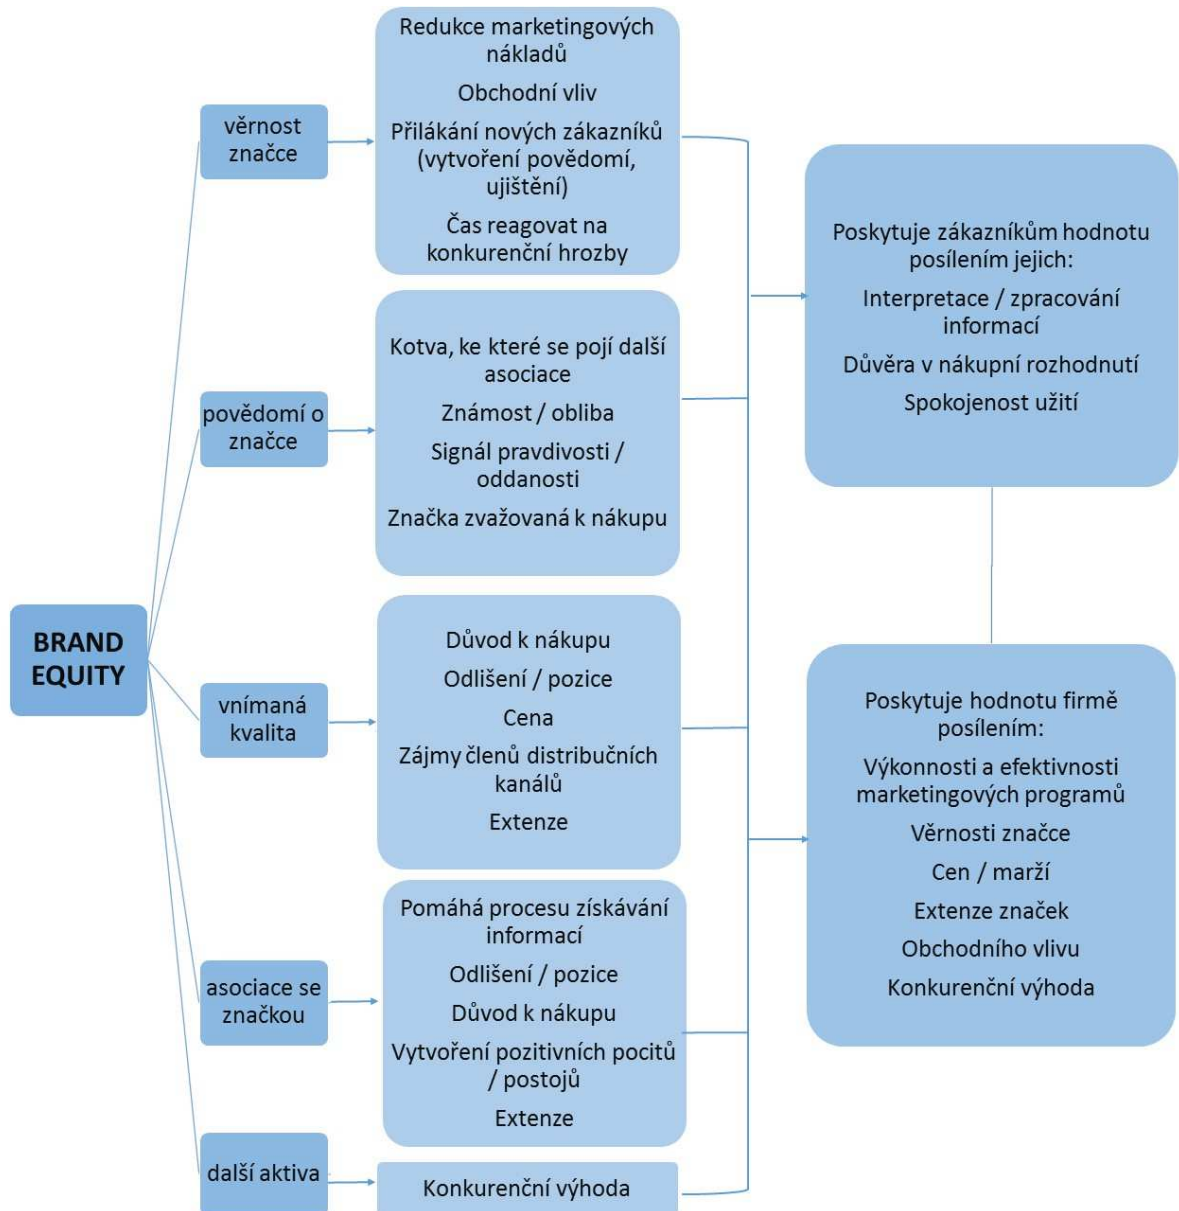 BRAND
EQUITY
věrnost
značce
Redukce marketingových
nákladů
Obchodní vliv
Přilákání nových zákazníků
(vytvoření povědomí,
ujištění)
Čas reagovat na
konkurenční hrozby
povědomí o
značce
Kotva, ke které se pojí další
asociace
Známost / obliba
Signál pravdivosti /
oddanosti
Značka zvažovaná k nákupu
vnímaná
kvalita
Důvod k nákupu
Odlišení / pozice
Cena
Zájmy členů distribučních
kanálů
Extenze
asociace se
značkou
Pomáhá procesu získávání
informací
Odlišení / pozice
Důvod k nákupu
Vytvoření pozitivních pocitů
/ postojů
Extenze
další aktiva
Konkurenční výhoda
Poskytuje zákazníkům hodnotu
posílením jejich:
Interpretace / zpracování
informací
Důvěra v nákupní rozhodnutí
Spokojenost užití
Poskytuje hodnotu firmě
posílením:
Výkonnosti a efektivnosti
marketingových programů
Věrnosti značce
Cen / marží
Extenze značek
Obchodního vlivu
Konkurenční výhoda